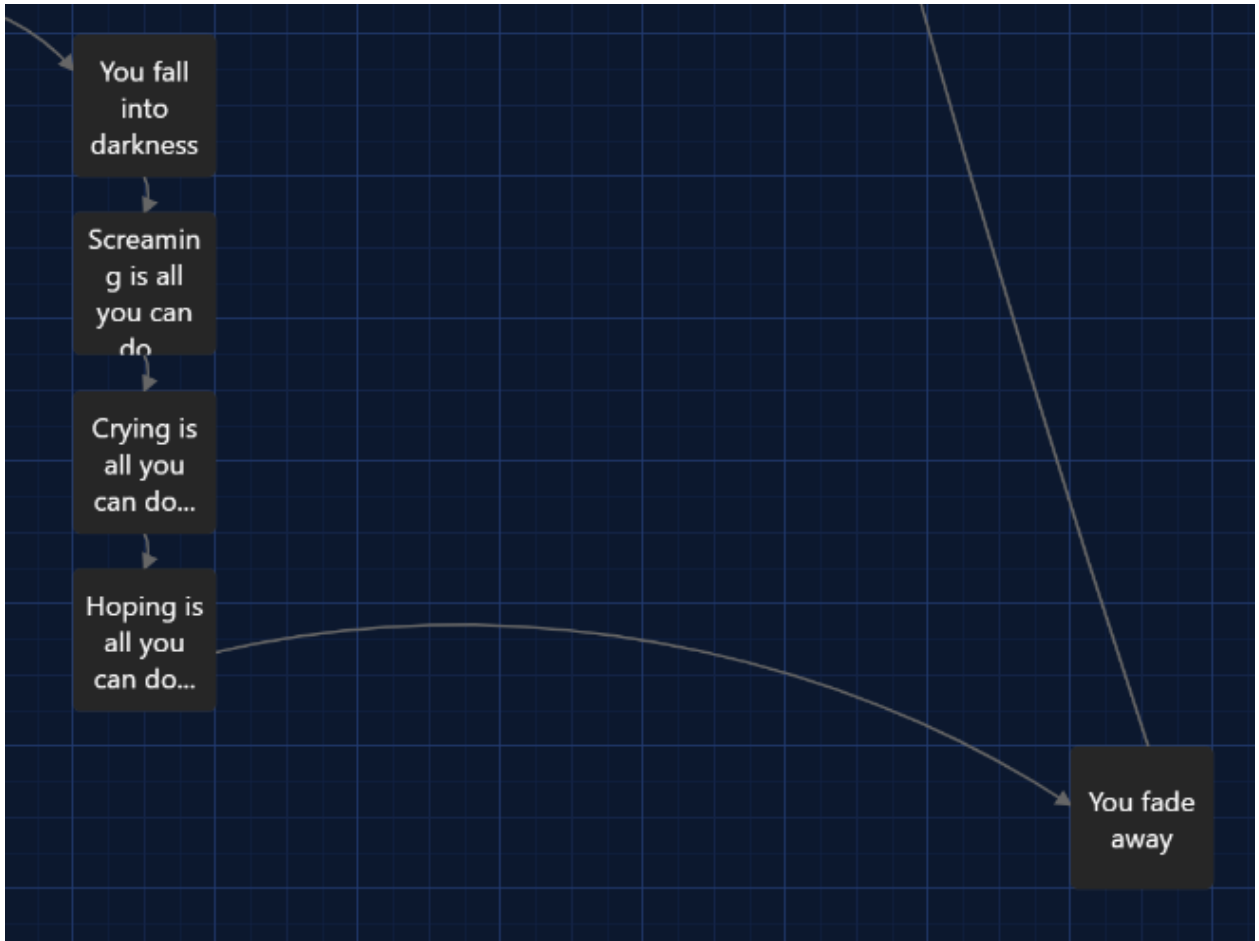 You fall
into
darkness
Screamin
g is all
you can
do
Crying is
all you
can do...
Hoping is
all you
can do...
You fade
away